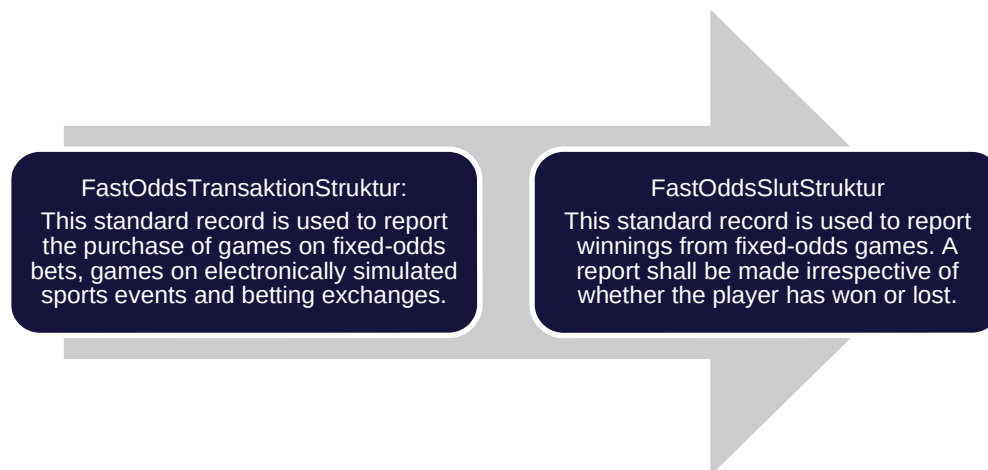 FastOddsTransaktionStruktur:
This standard record is used to report
the purchase of games on fixed-odds
bets, games on electronically simulated
sports events and betting exchanges.
FastOddsSlutStruktur
This standard record is used to report
winnings from fixed-odds games. A
report shall be made irrespective of
whether the player has won or lost.